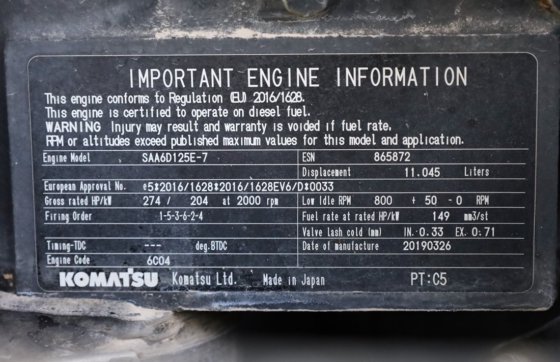 IMPORTANT ENGINE INFORMATION
This engine conforms to Regulation (EU) 2016/1628.
This engine is certified to operate on diesel fuel.
WARNING Injury may result and warranty is voided if fuel rate,
RPM or altitudes exceed published maximum values for this model and application.
Engine Model SAA6D125E-7 ESN 865872
Displacement 11.045 Liters
European Approval No. e5*2016/1628*2016/1628EV6/D*0033
Gross rated HP/kW 274 / 204 at 2000 rpm Low Idle RPM 800 + 50 - 0 RPM
Firing Order 1-5-3-6-2-4 Fuel rate at rated HP/kW 149 mm3/st
Valve lash cold (mm) IN. 0.33 EX. 0.71
Timing-TDC --- deg.BTDC Date of manufacture 20190326
Engine Code 6C04
KOMATSU Komatsu Ltd. Made in Japan PT:C5